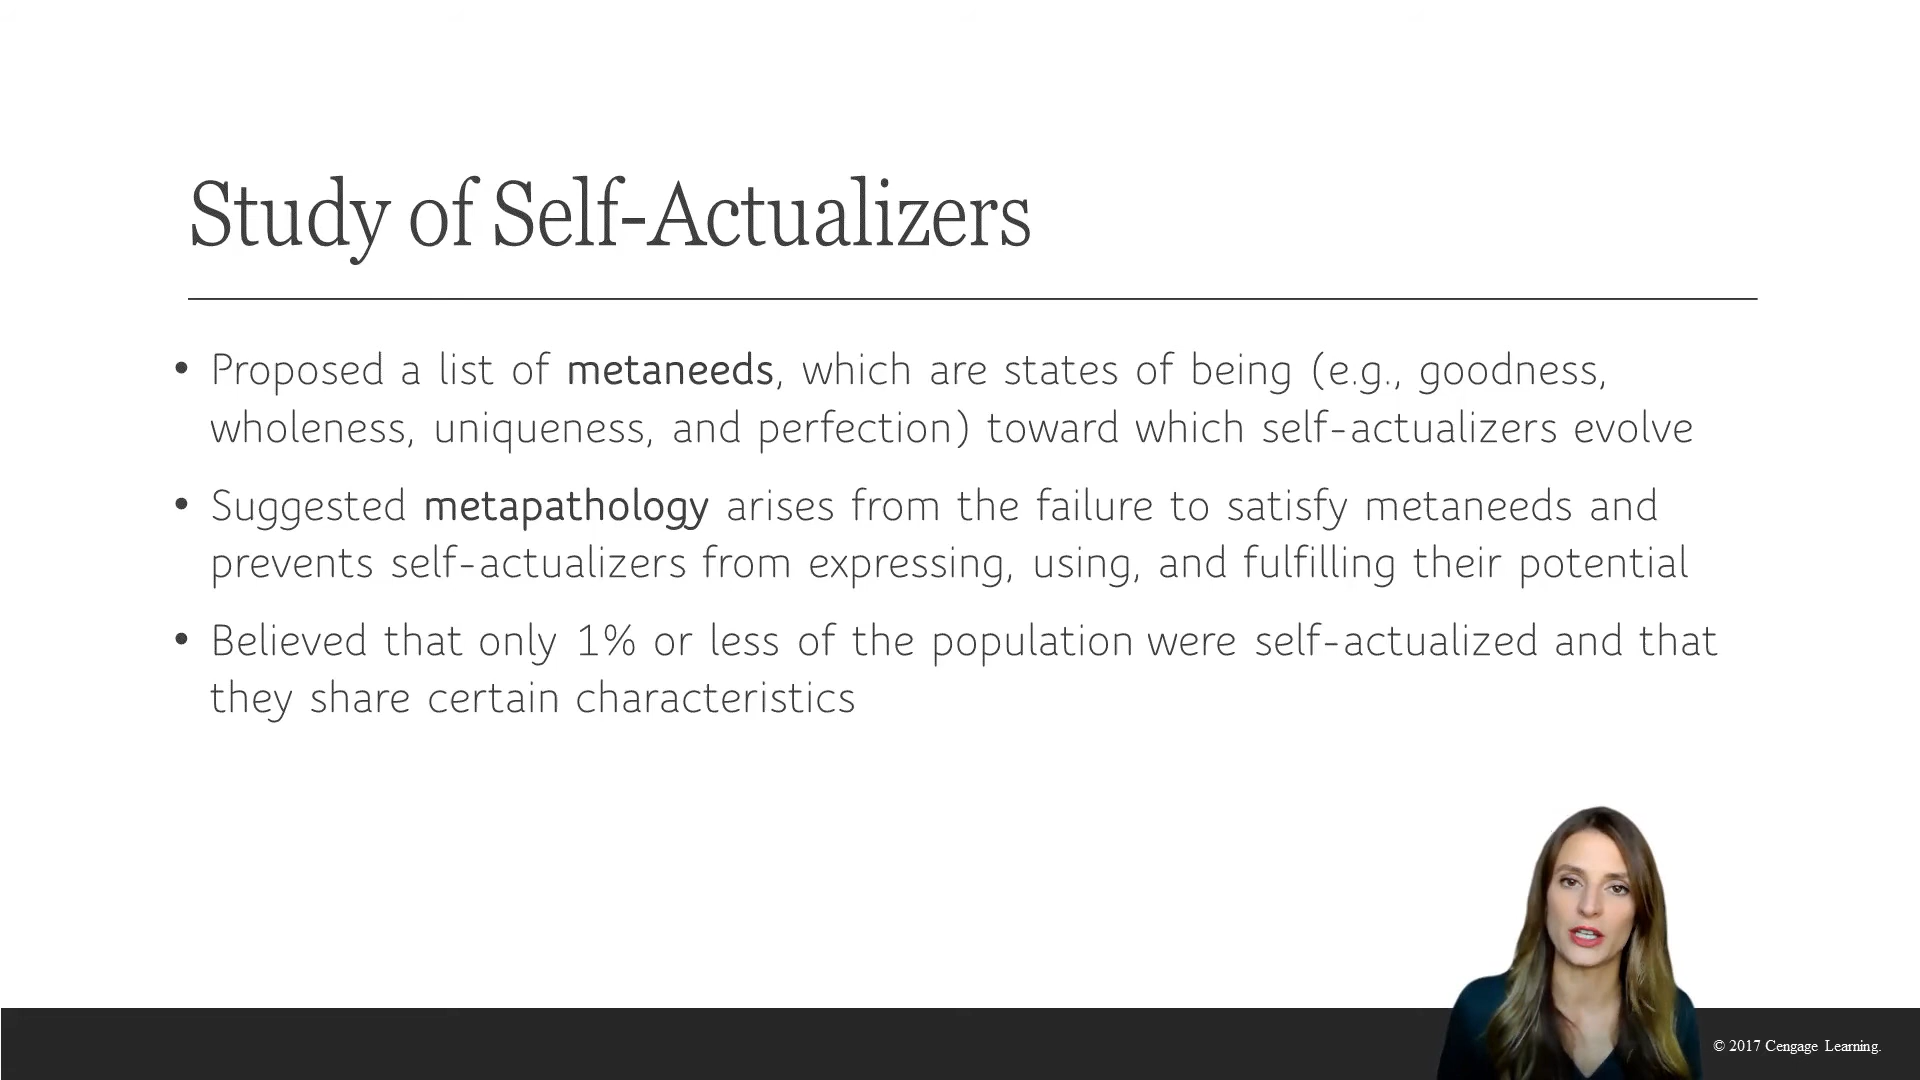 Study of Self-Actualizers
• Proposed a list of metaneeds, which are states of being (e.g., goodness,
wholeness, uniqueness, and perfection) toward which self-actualizers evolve
• Suggested metapathology arises from the failure to satisfy metaneeds and
prevents self-actualizers from expressing, using, and fulfilling their potential
• Believed that only 1% or less of the population were self-actualized and that
they share certain characteristics
© 2017 Cengage Learning.